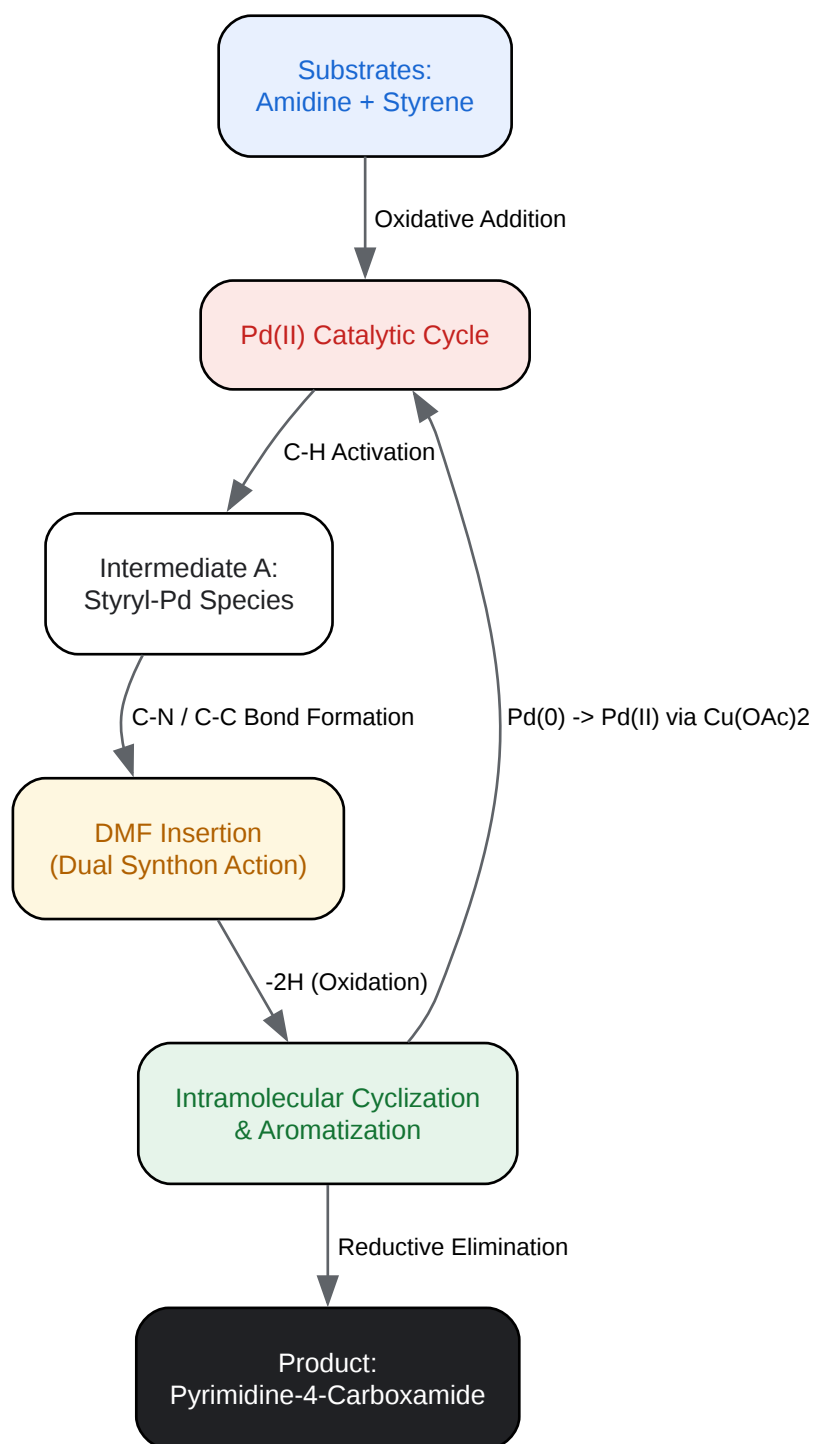 Substrates:
Amidine + Styrene
Oxidative Addition
Pd(II) Catalytic Cycle
C-H Activation
Intermediate A:
Styryl-Pd Species
C-N / C-C Bond Formation
Pd(0) -> Pd(II) via Cu(OAc)2
DMF Insertion
(Dual Synthon Action)
-2H (Oxidation)
Intramolecular Cyclization
& Aromatization
Reductive Elimination
Product:
Pyrimidine-4-Carboxamide